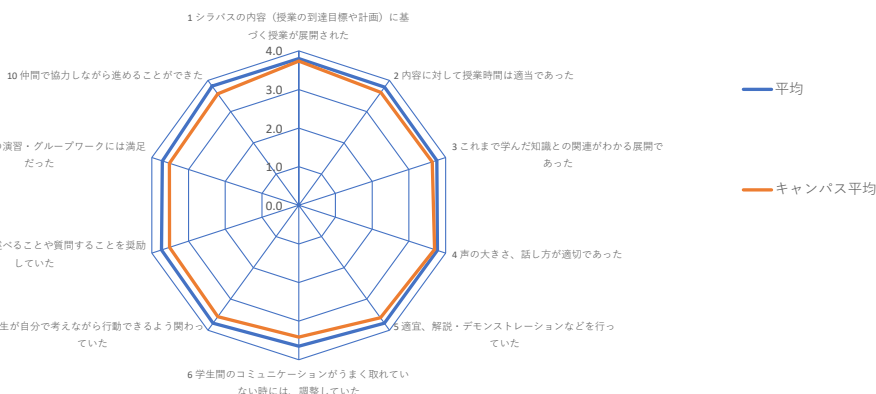 1 シラバスの内容（授業の到達目標や計画）に基
づく授業が展開された
4.0
3.0
2.0
1.0
0.0
2 内容に対して授業時間は適当であった
3 これまで学んだ知識との関連がわかる展開で
あった
4 声の大きさ、話し方が適切であった
5 適宜、解説・デモンストレーションなどを行っ
ていた
6 学生間のコミュニケーションがうまく取れてい
ない時には、調整していた
生が自分で考えながら行動できるよう関わっ
ていた
べることや質問することを奨励
していた
演習・グループワークには満足
だった
10 仲間で協力しながら進めることができた
平均
キャンパス平均